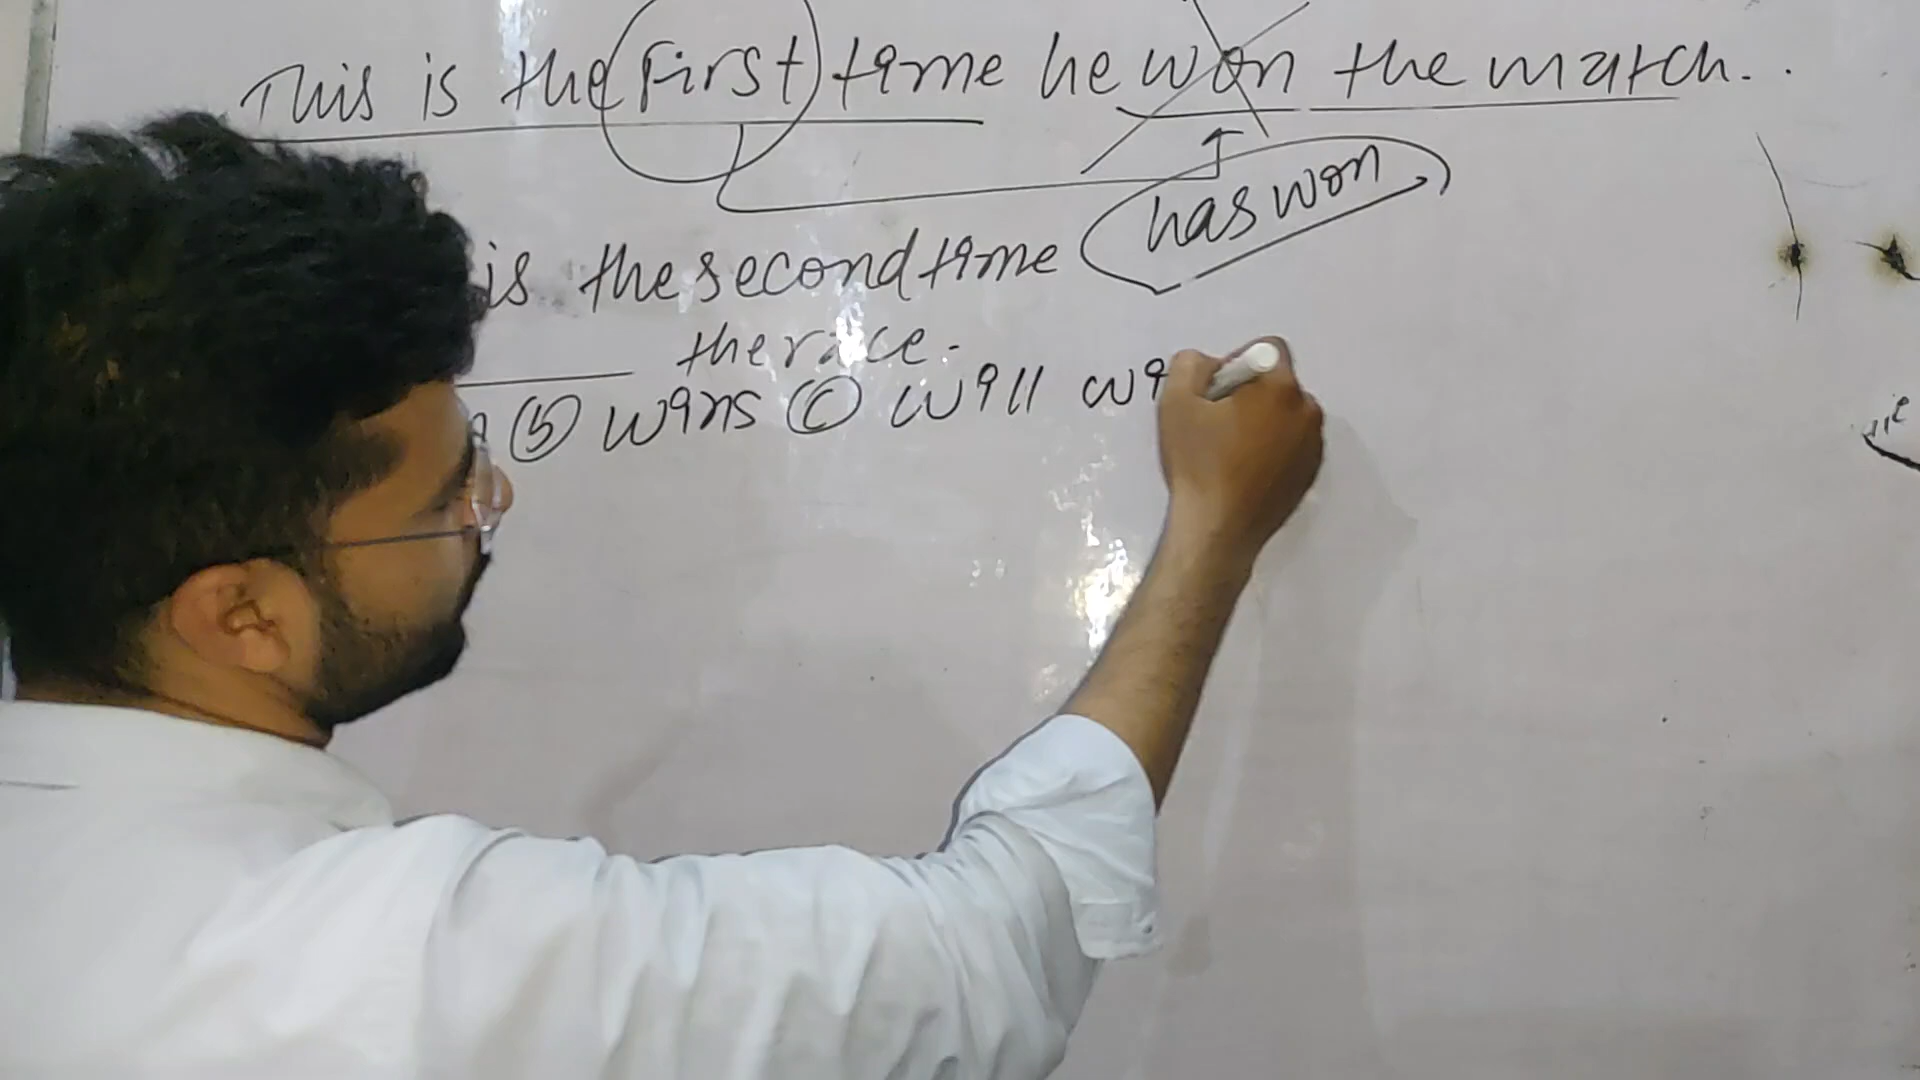 This is the First time he won the match..
has won
is the second time
the race.
(b) wins (c) will wi